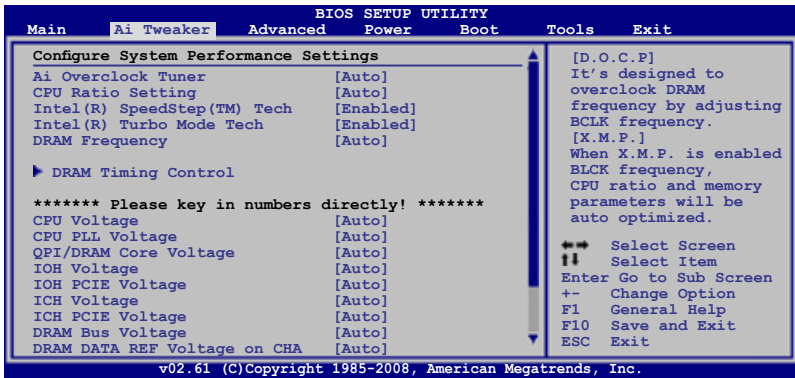 BIOS SETUP UTILITY
Main Ai Tweaker Advanced Power Boot Tools Exit
Configure System Performance Settings
Ai Overclock Tuner [Auto]
CPU Ratio Setting [Auto]
Intel(R) SpeedStep(TM) Tech [Enabled]
Intel(R) Turbo Mode Tech [Enabled]
DRAM Frequency [Auto]
DRAM Timing Control
******* Please key in numbers directly! *******
CPU Voltage [Auto]
CPU PLL Voltage [Auto]
QPI/DRAM Core Voltage [Auto]
IOH Voltage [Auto]
IOH PCIE Voltage [Auto]
ICH Voltage [Auto]
ICH PCIE Voltage [Auto]
DRAM Bus Voltage [Auto]
DRAM DATA REF Voltage on CHA [Auto]
[D.O.C.P]
It's designed to
overclock DRAM
frequency by adjusting
BCLK frequency.
[X.M.P.]
When X.M.P. is enabled
BLCK frequency,
CPU ratio and memory
parameters will be
auto optimized.
Select Screen
Select Item
Enter Go to Sub Screen
+- Change Option
F1 General Help
F10 Save and Exit
ESC Exit
v02.61 (C)Copyright 1985-2008, American Megatrends, Inc.